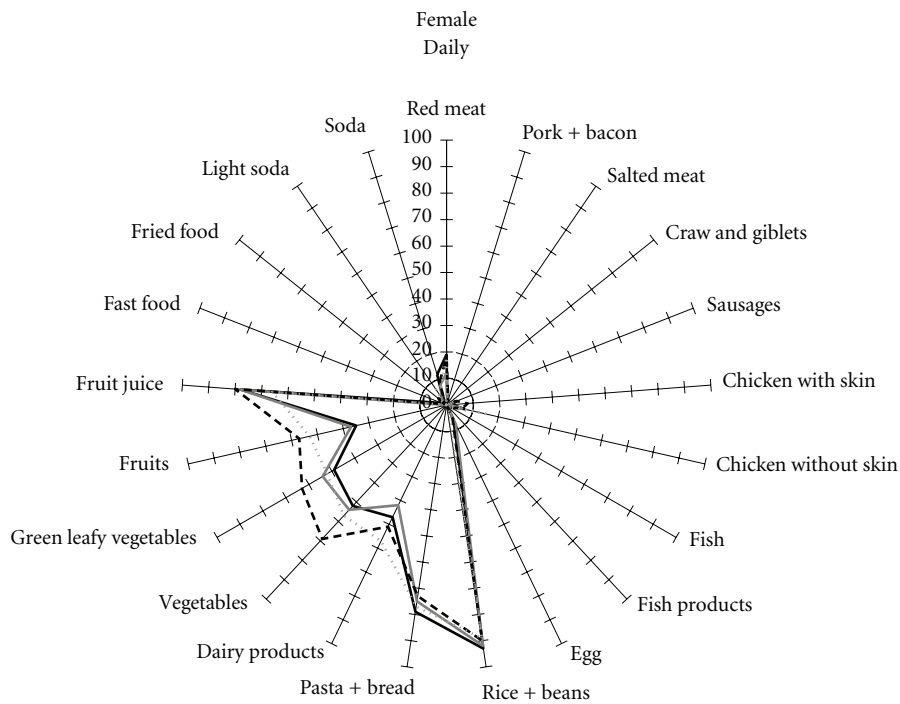 Female
Daily
Red meat
Pork + bacon
Salted meat
Craw and giblets
Sausages
Chicken with skin
Chicken without skin
Fish
Fish products
Egg
Rice + beans
Pasta + bread
Dairy products
Vegetables
Green leafy vegetables
Fruits
Fruit juice
Fast food
Fried food
Light soda
Soda
100
90
80
70
60
50
40
30
20
10
0